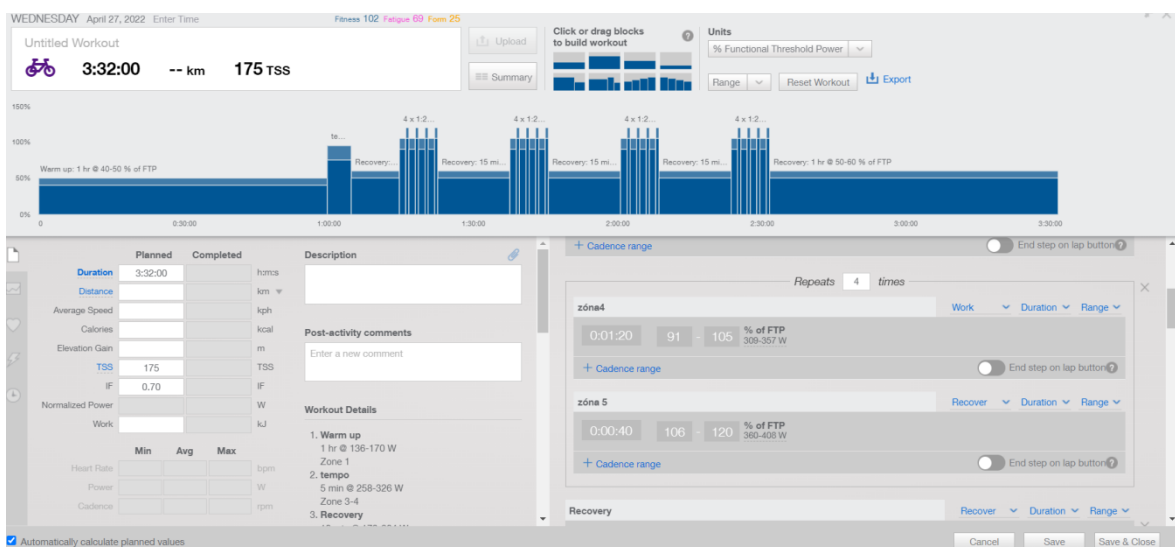 WEDNESDAY April 27, 2022 Enter Time
Fitness 102 Fatigue 69 Form 25
Untitled Workout
3:32:00 -- km 175 TSS
Upload
Summary
Click or drag blocks
to build workout
Units
% Functional Threshold Power
Range
Reset Workout
Export
150%
100%
50%
0%
Warm up: 1 hr @ 40-50 % of FTP
te...
Recovery:...
4 x 1:2...
Recovery: 15 mi...
4 x 1:2...
Recovery: 15 mi...
4 x 1:2...
Recovery: 15 mi...
4 x 1:2...
Recovery: 1 hr @ 50-60 % of FTP
0 0:30:00 1:00:00 1:30:00 2:00:00 2:30:00 3:00:00 3:30:00
Planned Completed
Duration 3:32:00 h:m:s
Distance km
Average Speed kph
Calories kcal
Elevation Gain m
TSS 175 TSS
IF 0.70 IF
Normalized Power W
Work kJ
Min Avg Max
Heart Rate bpm
Power W
Cadence rpm
Description
Post-activity comments
Enter a new comment
Workout Details
1. Warm up
1 hr @ 136-170 W
Zone 1
2. tempo
5 min @ 258-326 W
Zone 3-4
3. Recovery
+ Cadence range
End step on lap button
Repeats 4 times
zóna4
Work Duration Range
0:01:20 91 - 105 % of FTP
309-357 W
+ Cadence range
End step on lap button
zóna 5
Recover Duration Range
0:00:40 106 - 120 % of FTP
360-408 W
+ Cadence range
End step on lap button
Recovery
Recover Duration Range
Automatically calculate planned values
Cancel
Save
Save & Close